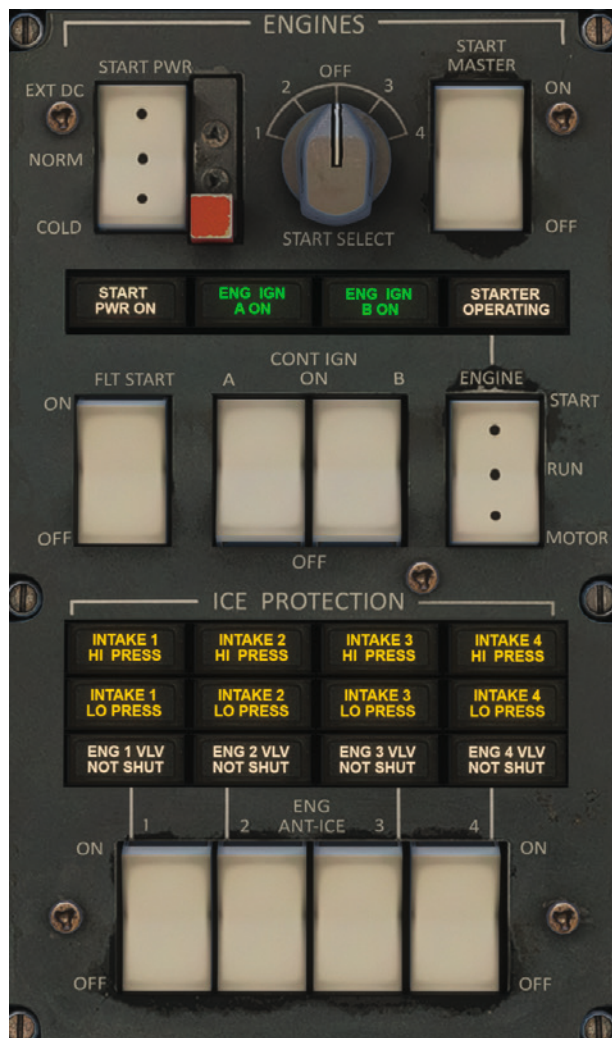 ENGINES
START PWR
START
MASTER
EXT DC
NORM
COLD
1 2 OFF 3 4
START SELECT
ON
OFF
START
PWR ON
ENG IGN
A ON
ENG IGN
B ON
STARTER
OPERATING
FLT START
ON
OFF
CONT IGN
A ON B
OFF
ENGINE
START
RUN
MOTOR
ICE PROTECTION
INTAKE 1
HI PRESS
INTAKE 2
HI PRESS
INTAKE 3
HI PRESS
INTAKE 4
HI PRESS
INTAKE 1
LO PRESS
INTAKE 2
LO PRESS
INTAKE 3
LO PRESS
INTAKE 4
LO PRESS
ENG 1 VLV
NOT SHUT
ENG 2 VLV
NOT SHUT
ENG 3 VLV
NOT SHUT
ENG 4 VLV
NOT SHUT
ENG
1 2 ANT-ICE 3 4
ON
ON
OFF
OFF